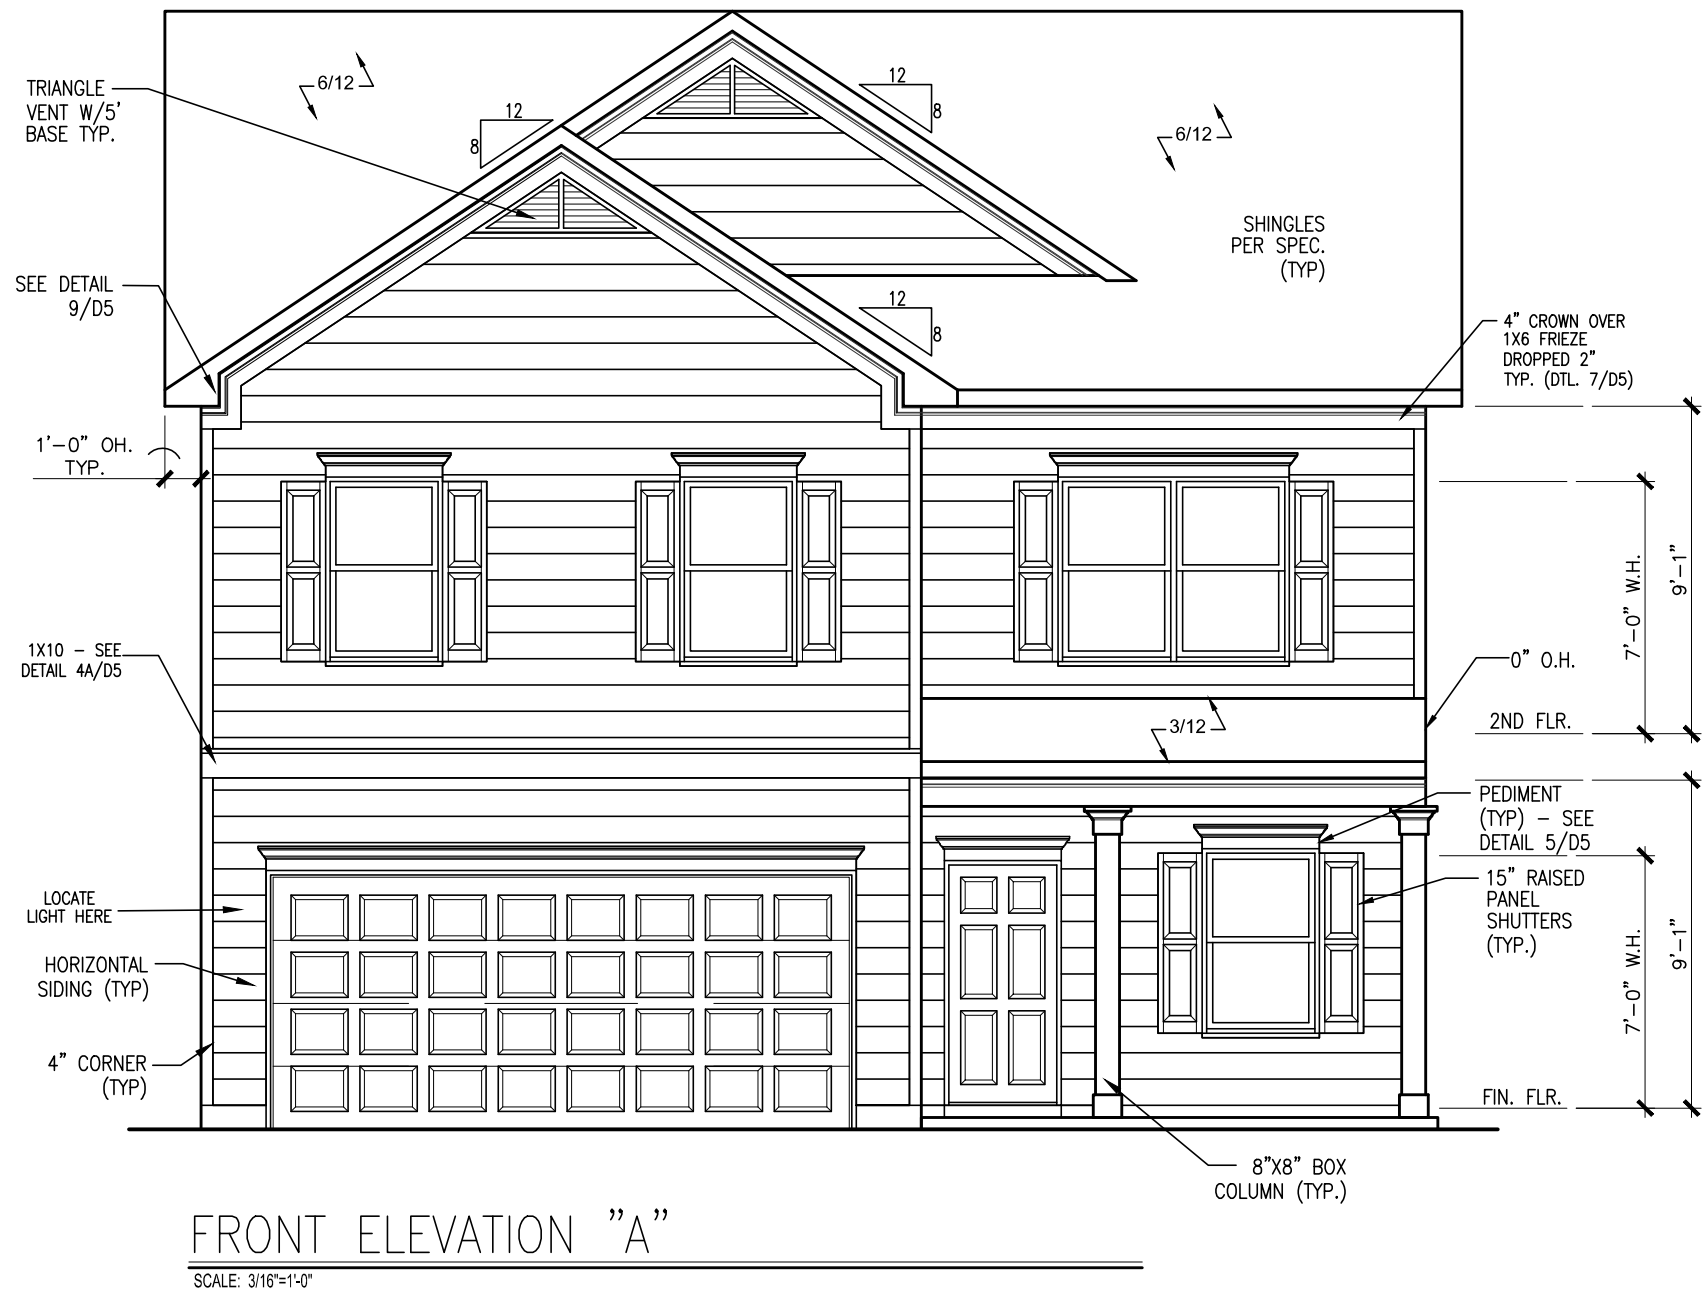 TRIANGLE
VENT W/5'
BASE TYP.
6/12
12
8
12
8
6/12
SHINGLES
PER SPEC.
(TYP)
SEE DETAIL
9/D5
12
8
4" CROWN OVER
1X6 FRIEZE
DROPPED 2"
TYP. (DTL. 7/D5)
1'-0" OH.
TYP.
7'-0" W.H.
9'-1"
1X10 - SEE
DETAIL 4A/D5
0" O.H.
2ND FLR.
3/12
PEDIMENT
(TYP) - SEE
DETAIL 5/D5
15" RAISED
PANEL
SHUTTERS
(TYP.)
LOCATE
LIGHT HERE
HORIZONTAL
SIDING (TYP)
7'-0" W.H.
9'-1"
4" CORNER
(TYP)
FIN. FLR.
8"X8" BOX
COLUMN (TYP.)
FRONT ELEVATION "A"
SCALE: 3/16"=1'-0"